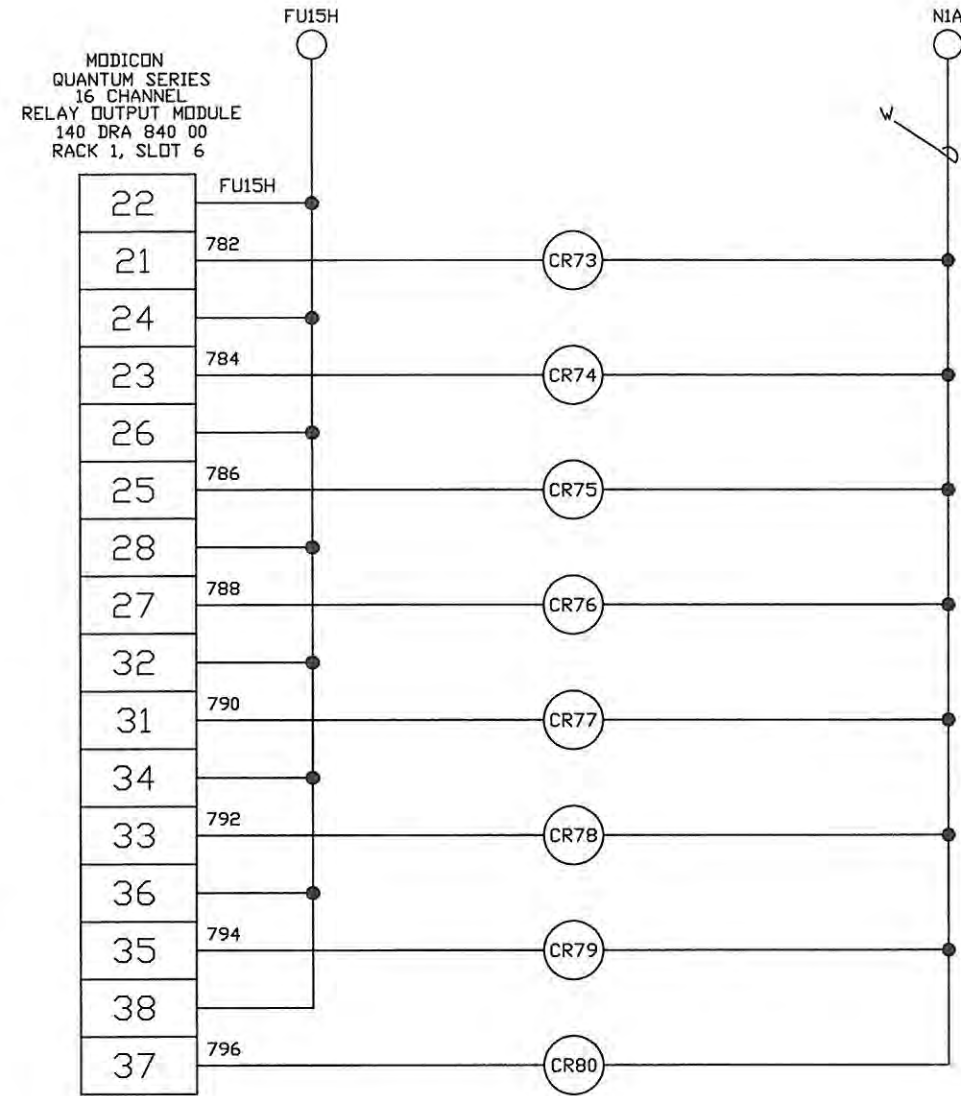 FU15H
N1A
MODICON
QUANTUM SERIES
16 CHANNEL
RELAY OUTPUT MODULE
140 DRA 840 00
RACK 1, SLOT 6
W
22
FU15H
21
782
CR73
24
23
784
CR74
26
25
786
CR75
28
27
788
CR76
32
31
790
CR77
34
33
792
CR78
36
35
794
CR79
38
37
796
CR80